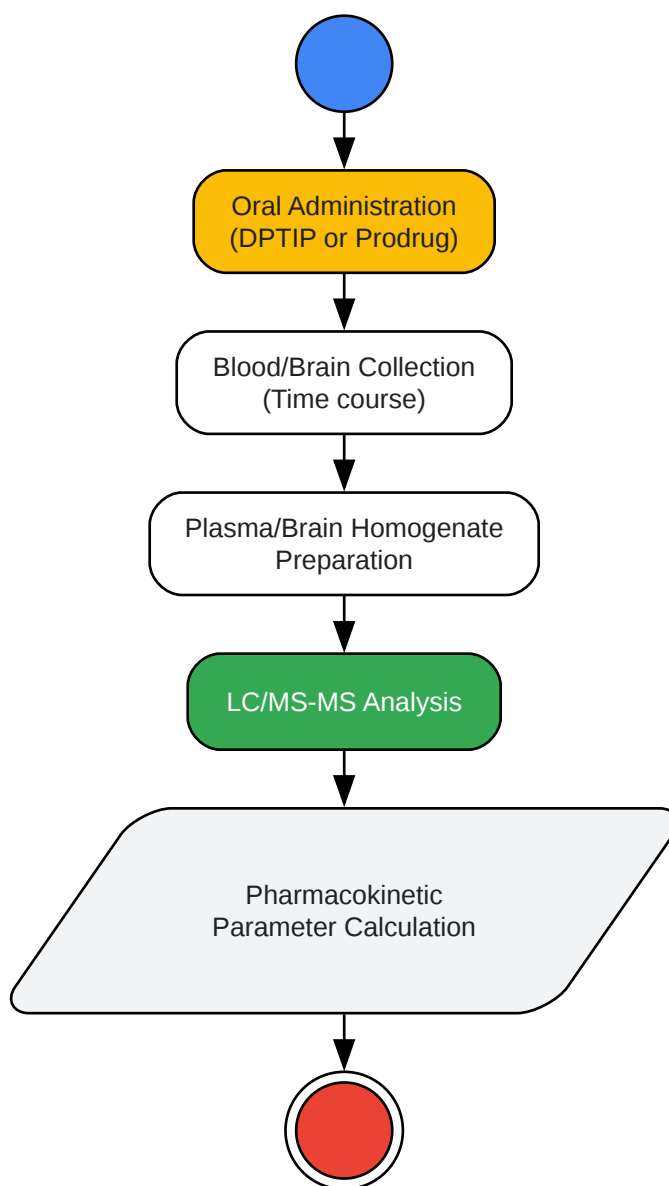 Oral Administration
(DPTIP or Prodrug)
Blood/Brain Collection
(Time course)
Plasma/Brain Homogenate
Preparation
LC/MS-MS Analysis
Pharmacokinetic
Parameter Calculation